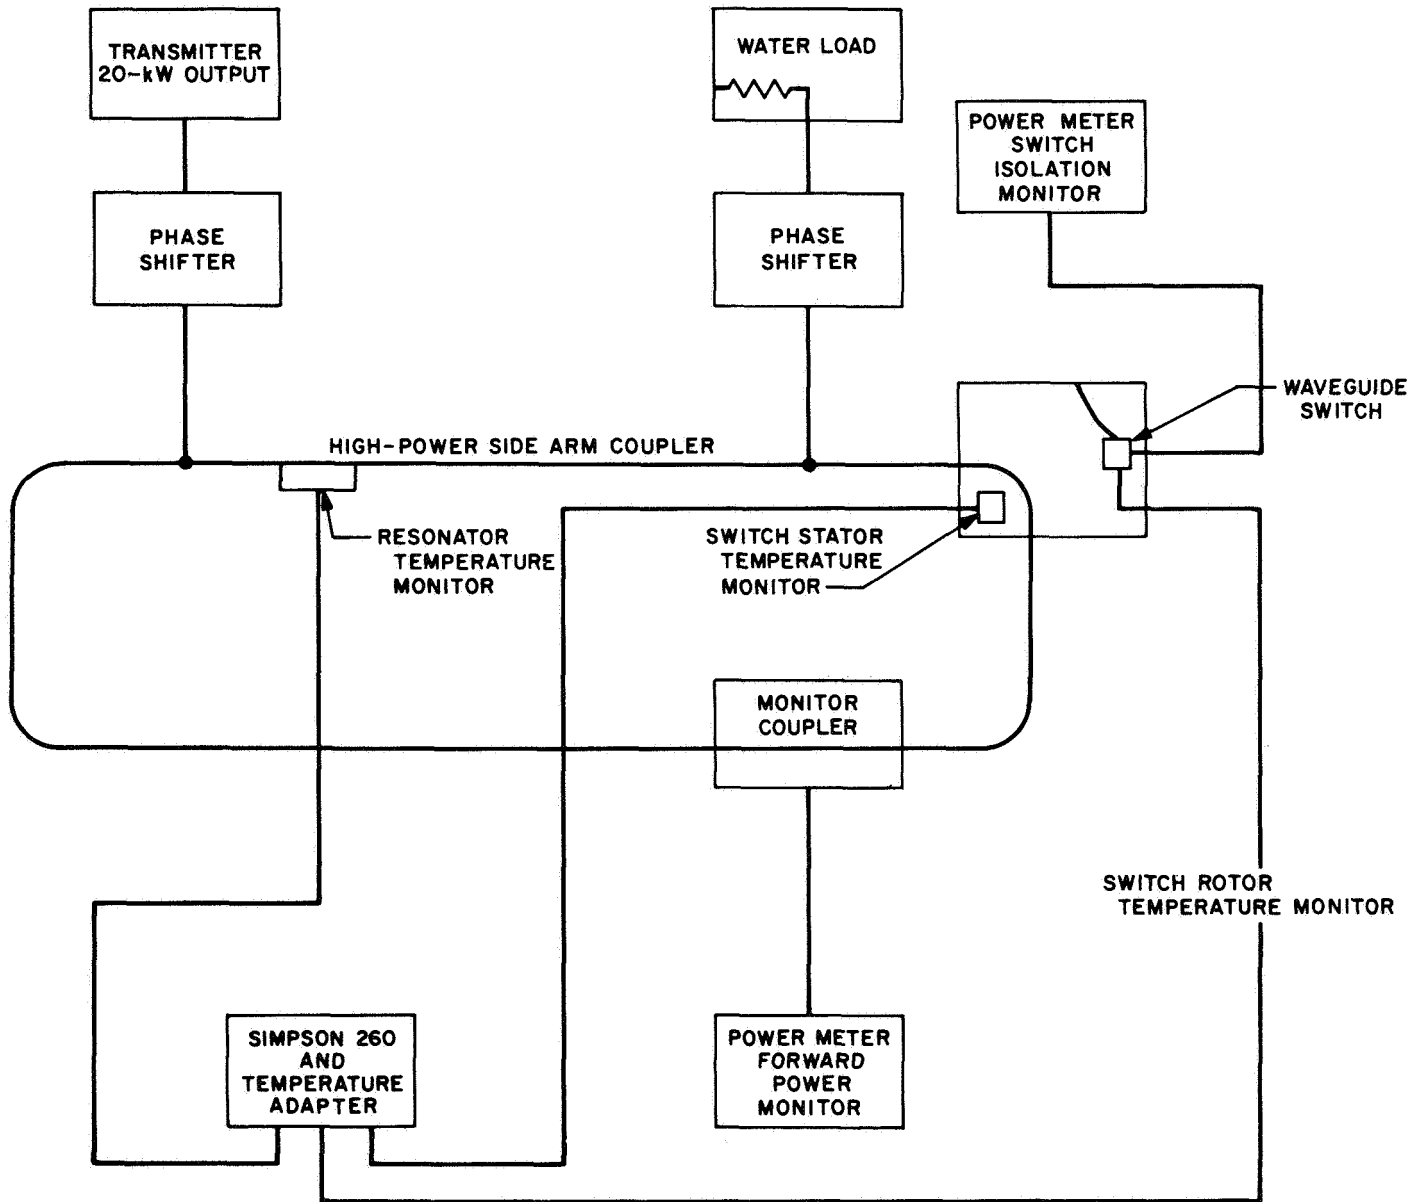 TRANSMITTER
20-kW OUTPUT
WATER LOAD
POWER METER
SWITCH
ISOLATION
MONITOR
PHASE
SHIFTER
PHASE
SHIFTER
WAVEGUIDE
SWITCH
HIGH-POWER SIDE ARM COUPLER
RESONATOR
TEMPERATURE
MONITOR
SWITCH STATOR
TEMPERATURE
MONITOR
MONITOR
COUPLER
SWITCH ROTOR
TEMPERATURE MONITOR
SIMPSON 260
AND
TEMPERATURE
ADAPTER
POWER METER
FORWARD
POWER
MONITOR